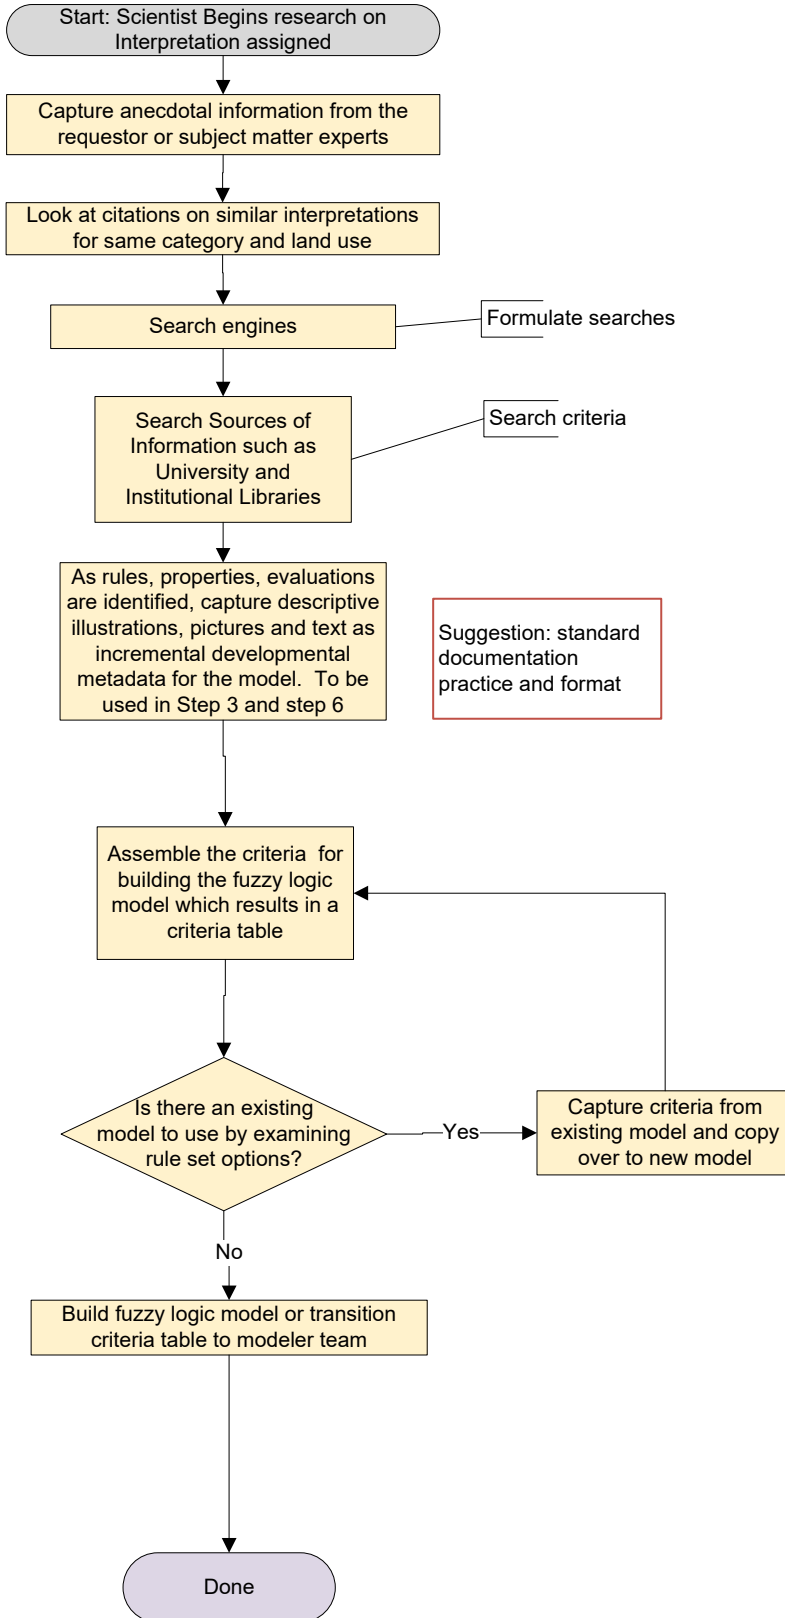 Start: Scientist Begins research on
Interpretation assigned
Capture anecdotal information from the
requestor or subject matter experts
Look at citations on similar interpretations
for same category and land use
Search engines
Formulate searches
Search Sources of
Information such as
University and
Institutional Libraries
Search criteria
As rules, properties, evaluations
are identified, capture descriptive
illustrations, pictures and text as
incremental developmental
metadata for the model.  To be
used in Step 3 and step 6
Suggestion: standard
documentation
practice and format
Assemble the criteria  for
building the fuzzy logic
model which results in a
criteria table
Is there an existing
model to use by examining
rule set options?
Yes
Capture criteria from
existing model and copy
over to new model
No
Build fuzzy logic model or transition
criteria table to modeler team
Done